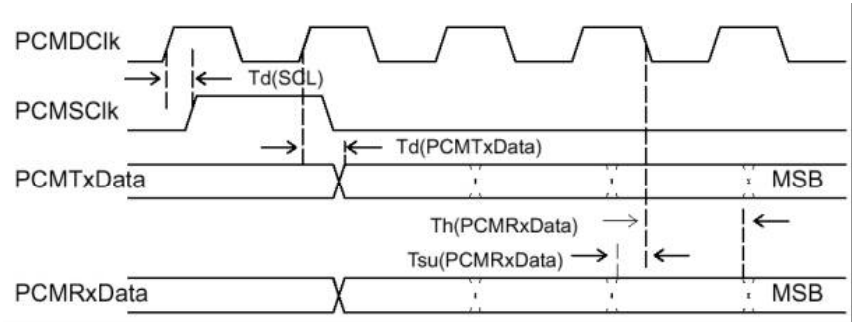 PCMDClk
Td(SCL)
PCMSClk
Td(PCMTxData)
PCMTxData MSB
Th(PCMRxData)
Tsu(PCMRxData)
PCMRxData MSB